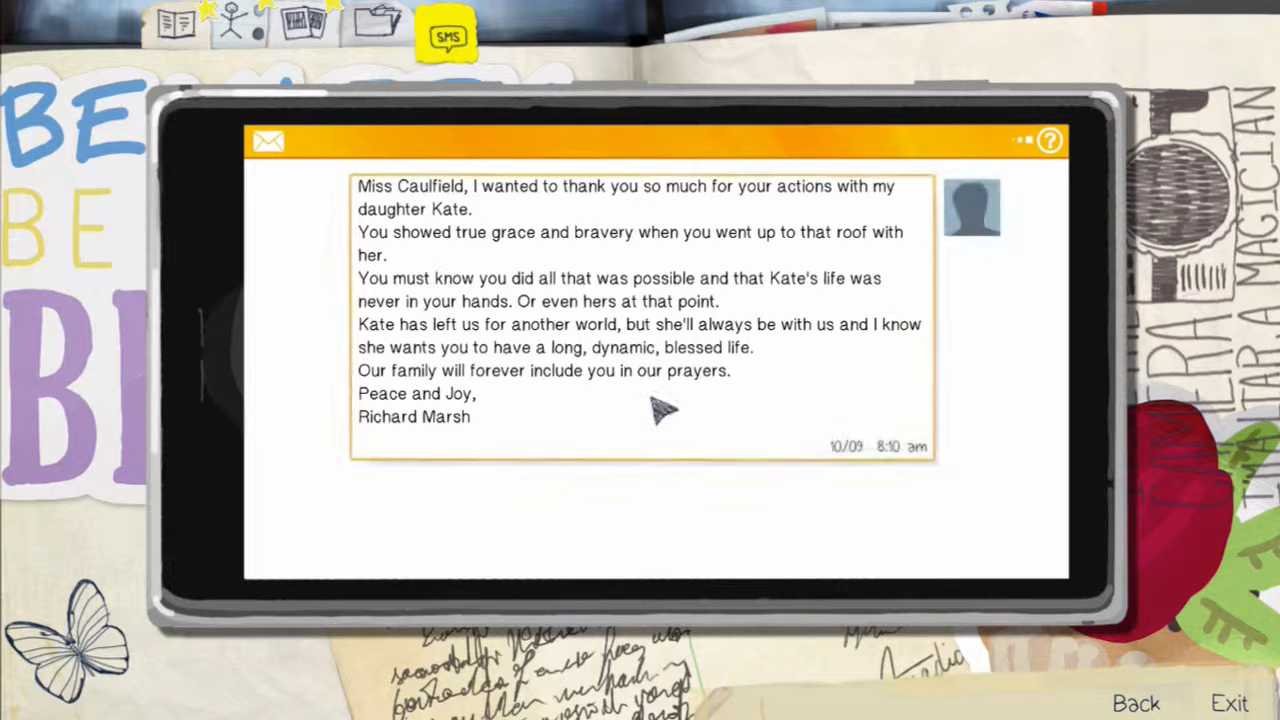 SMS
BE
BE
Miss Caulfield, I wanted to thank you so much for your actions with my
daughter Kate.
You showed true grace and bravery when you went up to that roof with
her.
You must know you did all that was possible and that Kate's life was
never in your hands. Or even hers at that point.
Kate has left us for another world, but she'll always be with us and I know
she wants you to have a long, dynamic, blessed life.
Our family will forever include you in our prayers.
Peace and Joy,
Richard Marsh
10/09 8:10 am
?
MAGICIAN
Back
Exit